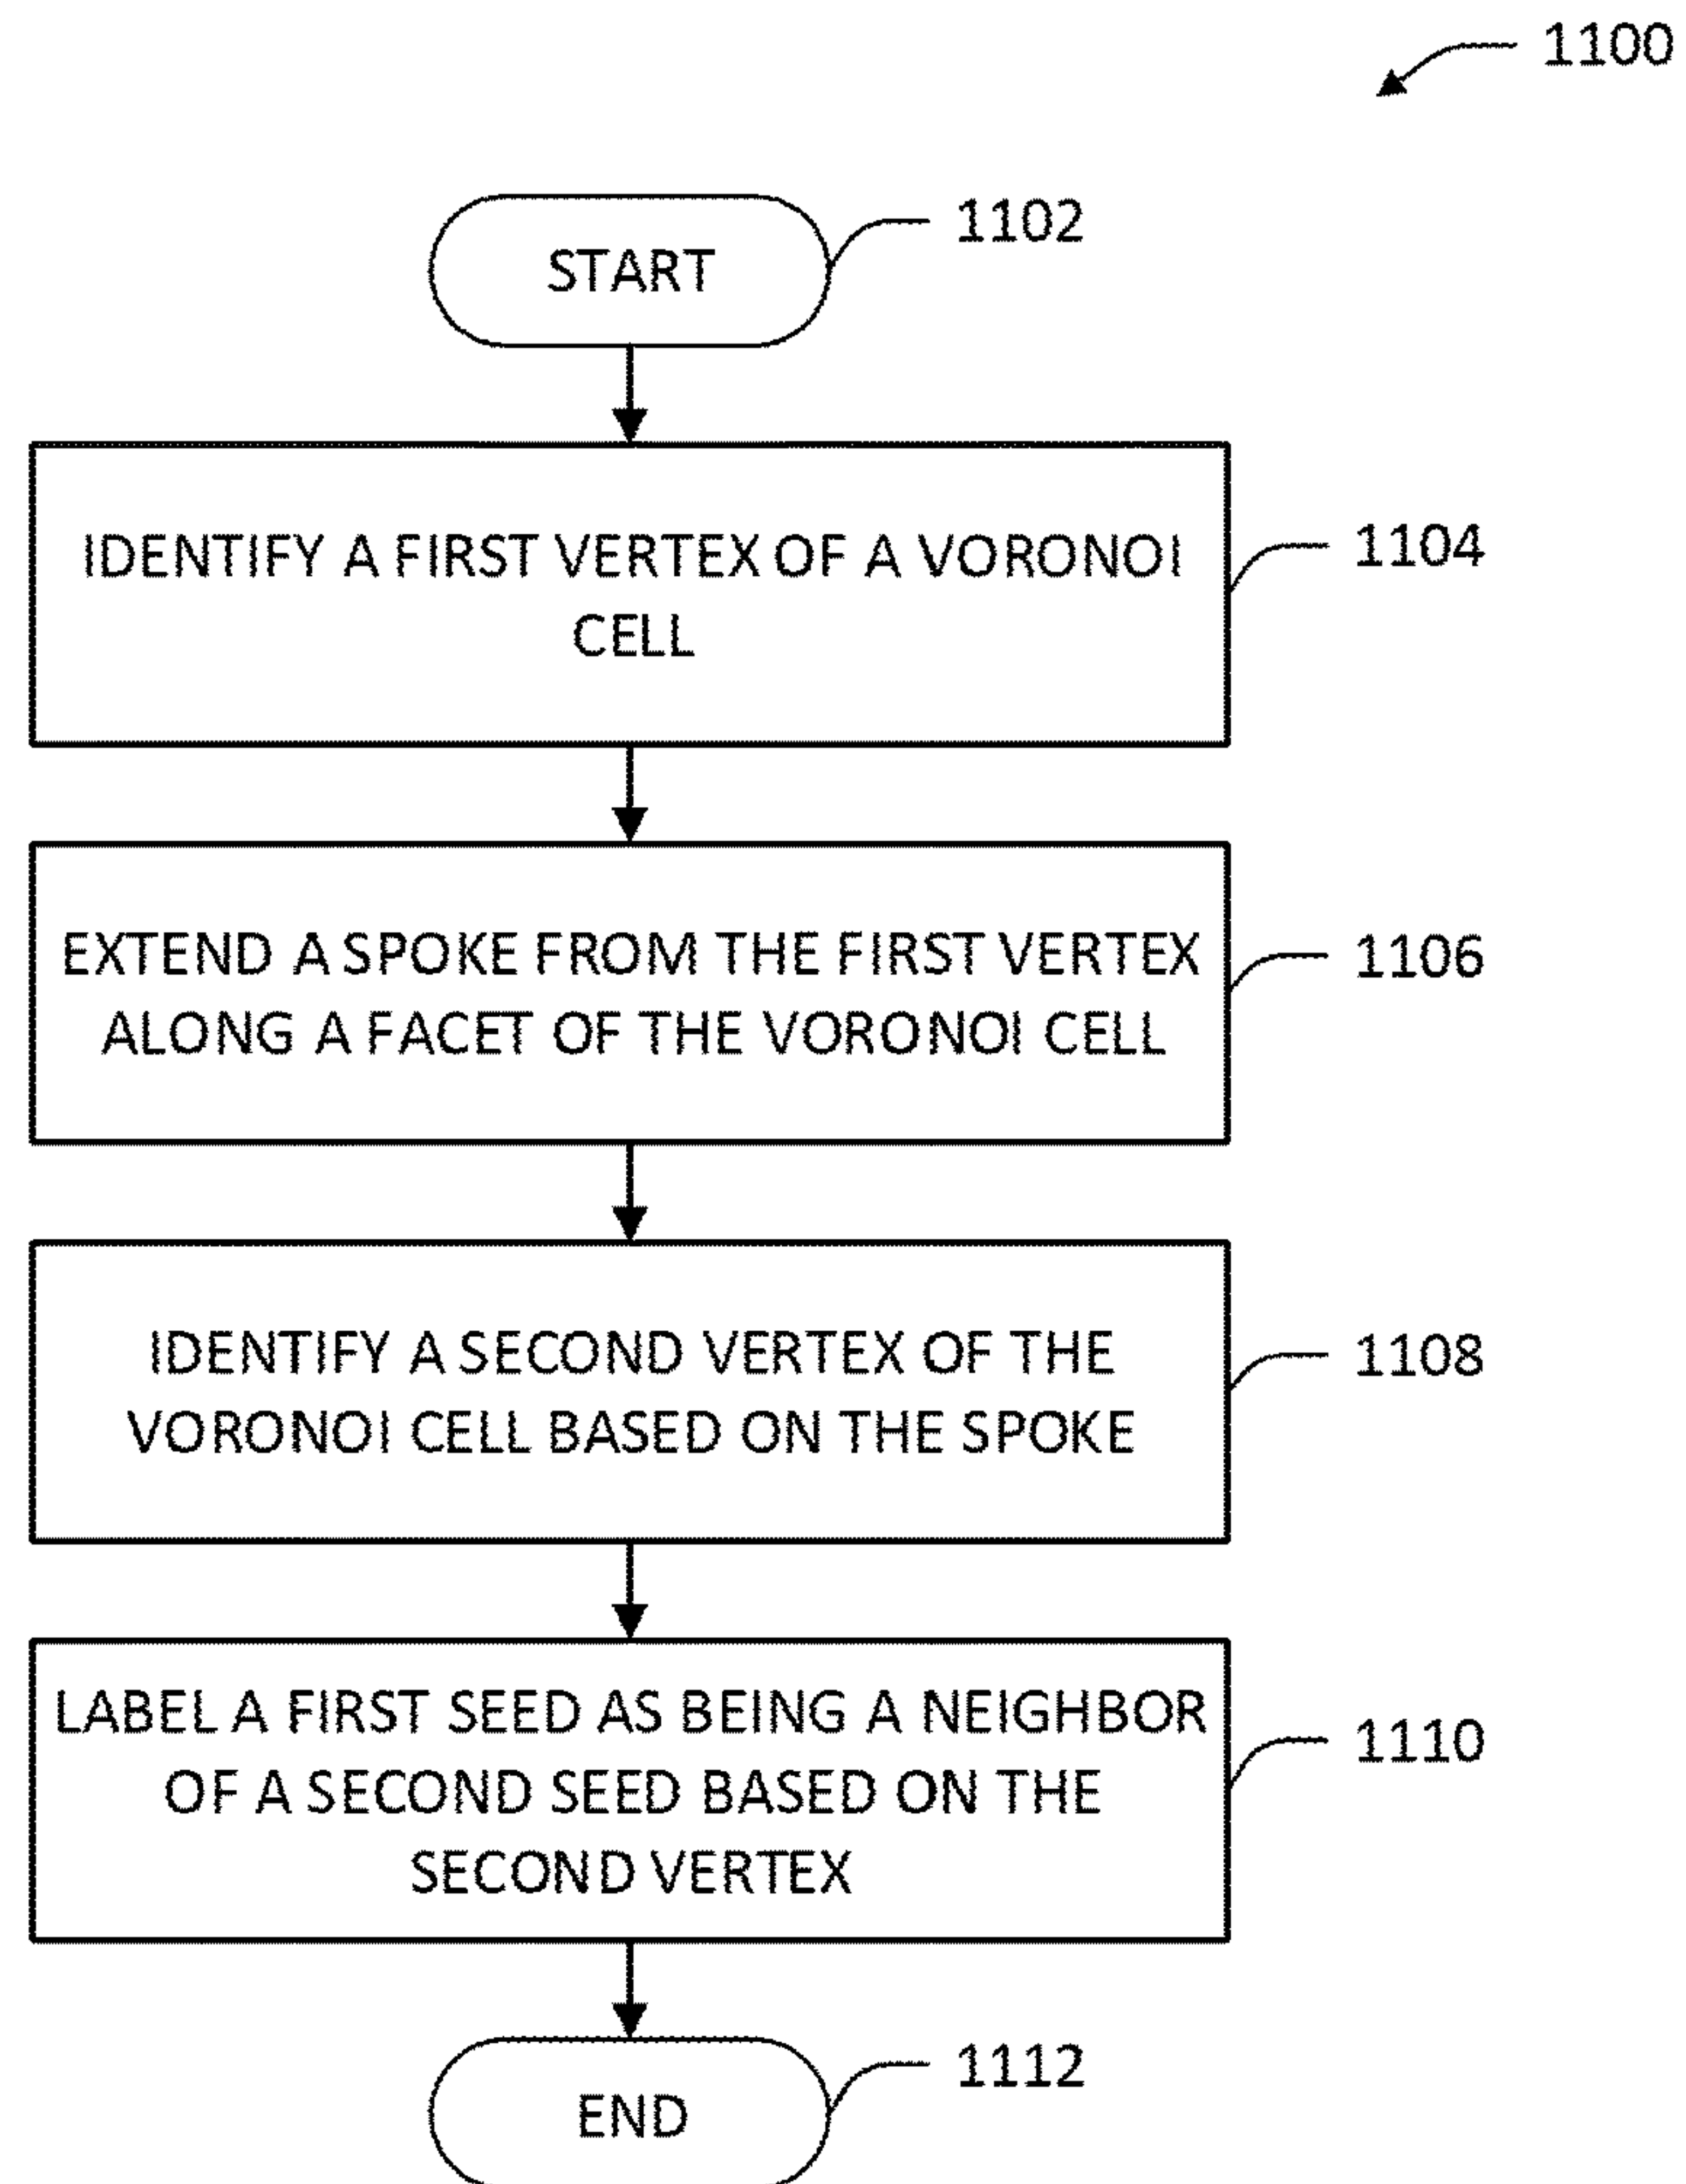 1100
START
1102
IDENTIFY A FIRST VERTEX OF A VORONOI
CELL
1104
EXTEND A SPOKE FROM THE FIRST VERTEX
ALONG A FACET OF THE VORONOI CELL
1106
IDENTIFY A SECOND VERTEX OF THE
VORONOI CELL BASED ON THE SPOKE
1108
LABEL A FIRST SEED AS BEING A NEIGHBOR
OF A SECOND SEED BASED ON THE
SECOND VERTEX
1110
END
1112